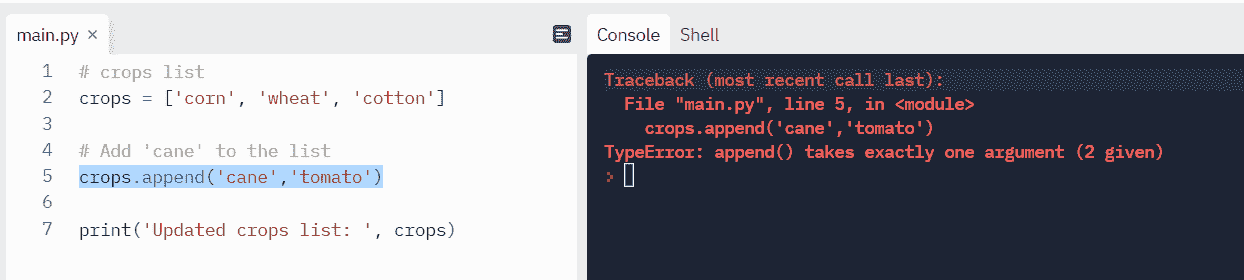 main.py ×
1 # crops list
2 crops = ['corn', 'wheat', 'cotton']
3
4 # Add 'cane' to the list
5 crops.append('cane','tomato')
6
7 print('Updated crops list: ', crops)
Console Shell
Traceback (most recent call last):
File "main.py", line 5, in <module>
crops.append('cane','tomato')
TypeError: append() takes exactly one argument (2 given)
>